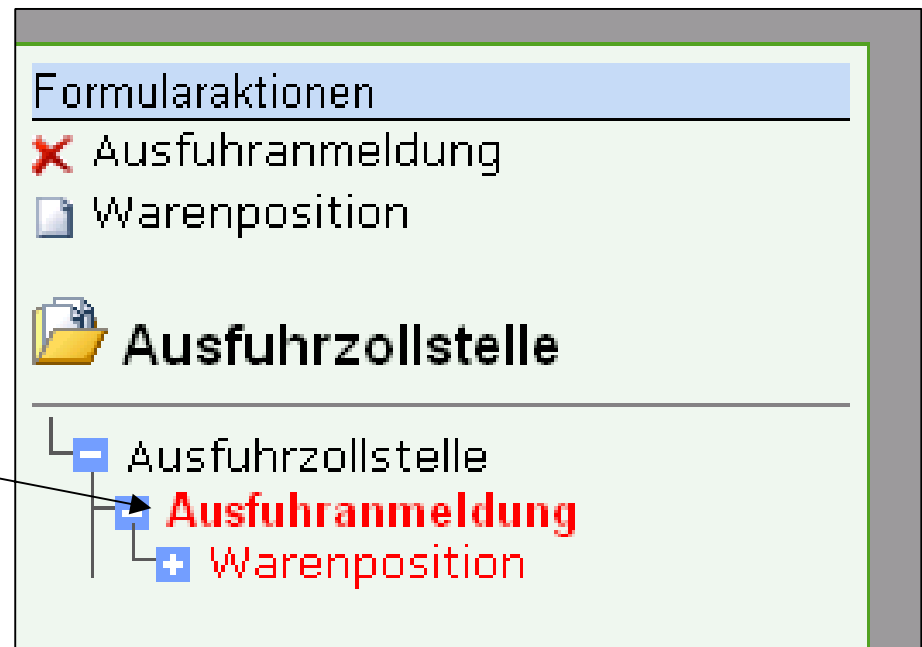 Formularaktionen
Ausfuhranmeldung
Warenposition
Ausfuhrzollstelle
Ausfuhrzollstelle
Ausfuhranmeldung
Warenposition